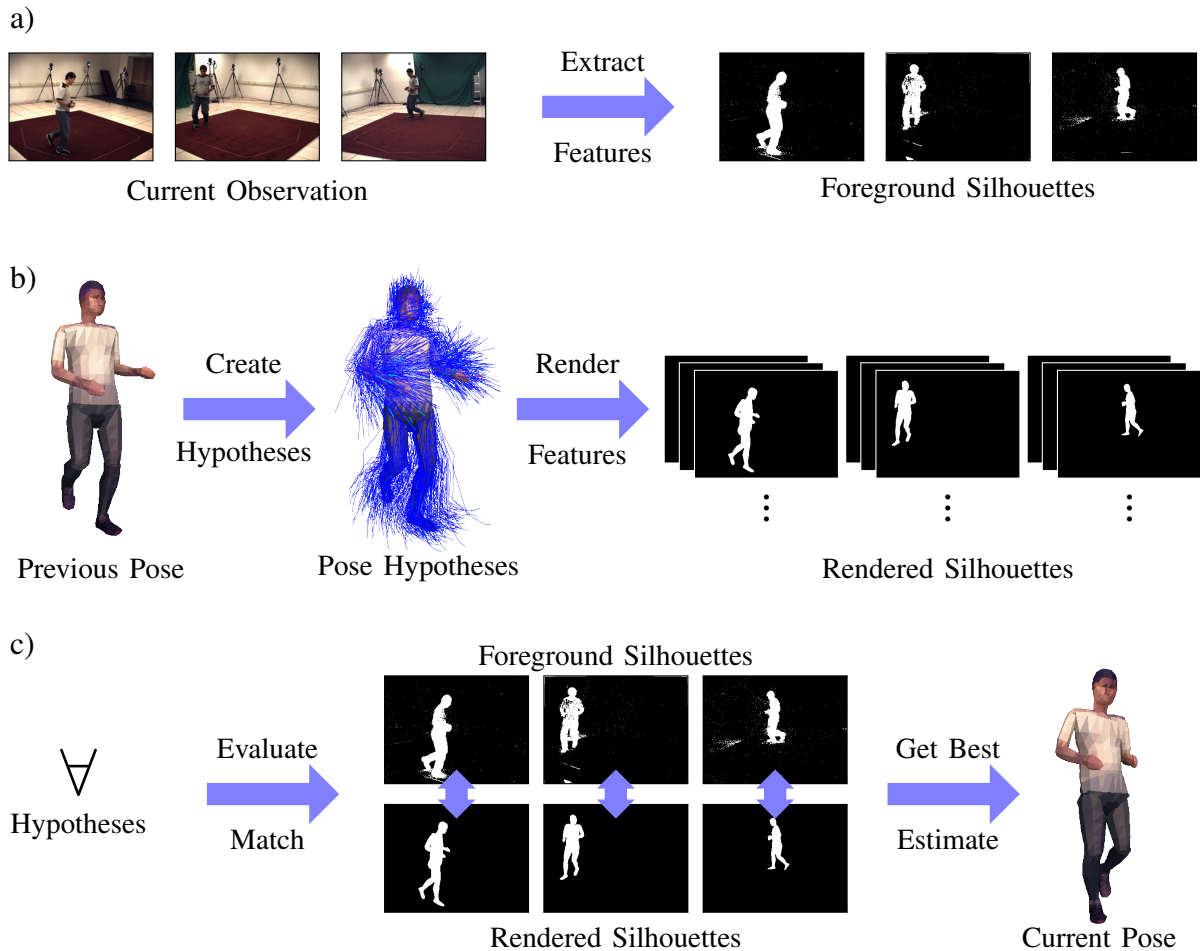 a)
Extract
Features
Current Observation
Foreground Silhouettes
b)
Create
Hypotheses
Render
Features
Previous Pose
Pose Hypotheses
Rendered Silhouettes
c)
Foreground Silhouettes
∀
Hypotheses
Evaluate
Match
Get Best
Estimate
Rendered Silhouettes
Current Pose